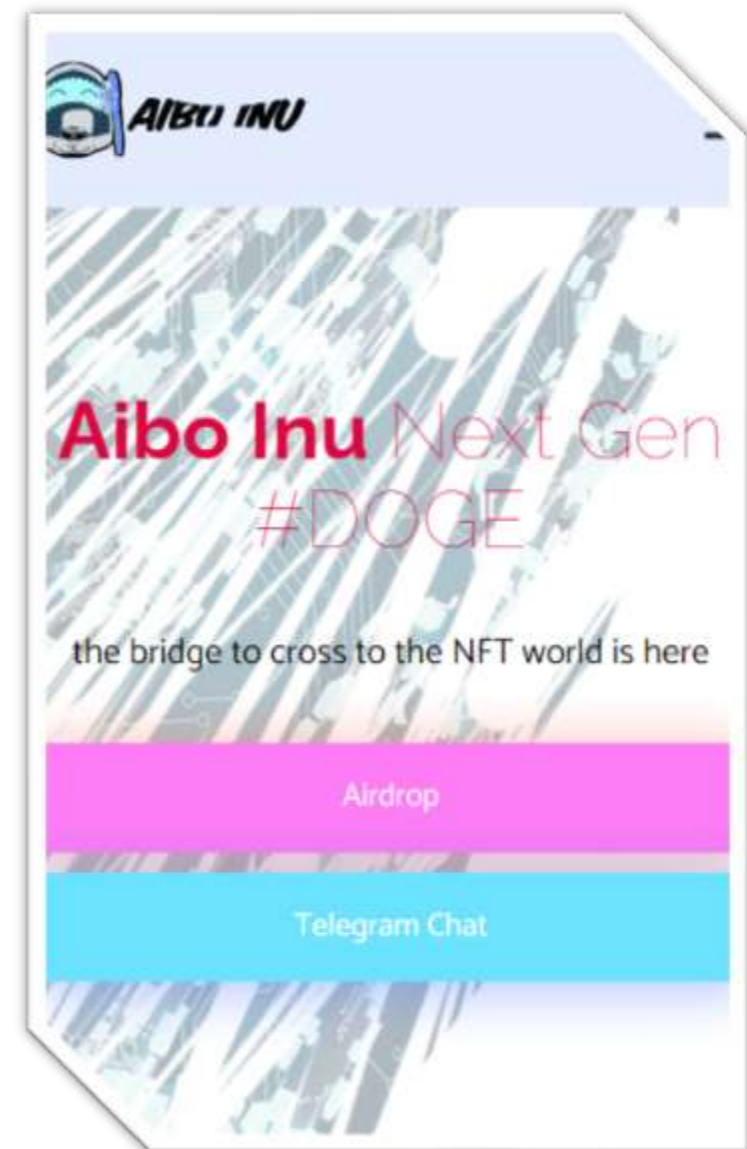 AIBO INU
Aibo Inu Next Gen
#DOGE
the bridge to cross to the NFT world is here
Airdrop
Telegram Chat